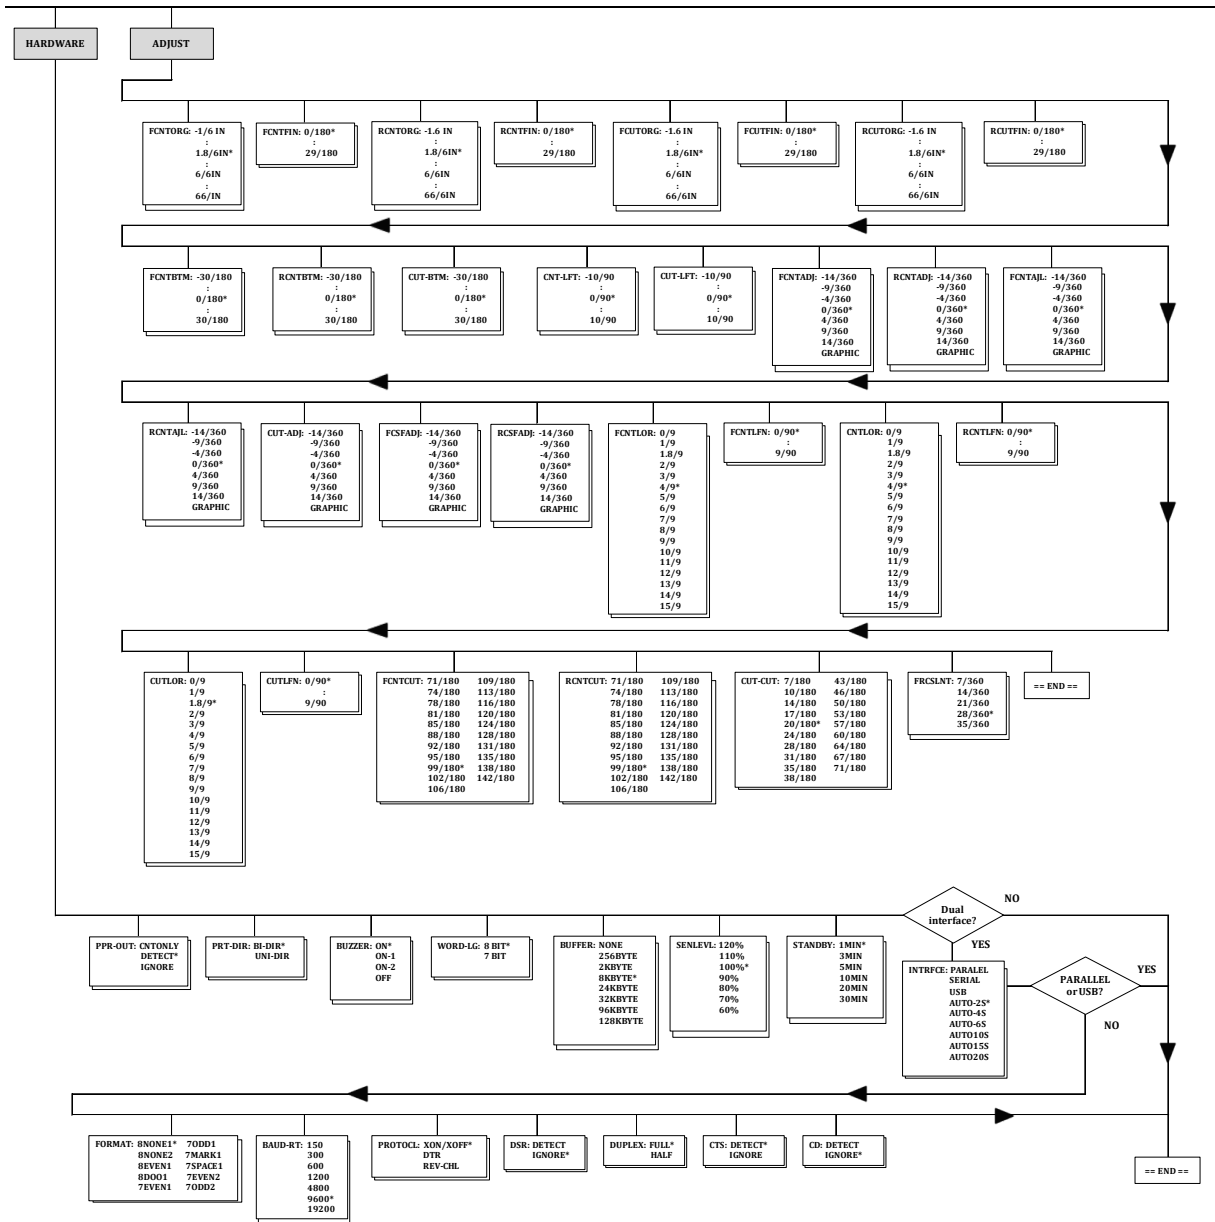 HARDWARE
ADJUST
FCNTORG: -1/6 IN
:
1.8/6IN*
:
6/6IN
:
66/IN
FCNTFIN: 0/180*
:
29/180
RCNTORG: -1.6 IN
:
1.8/6IN*
:
6/6IN
:
66/6IN
RCNTFIN: 0/180*
:
29/180
FCUTORG: -1.6 IN
:
1.8/6IN*
:
6/6IN
:
66/6IN
FCUTFIN: 0/180*
:
29/180
RCUTORG: -1.6 IN
:
1.8/6IN*
:
6/6IN
:
66/6IN
RCUTFIN: 0/180*
:
29/180
FCNTBTM: -30/180
:
0/180*
:
30/180
RCNTBTM: -30/180
:
0/180*
:
30/180
CUT-BTM: -30/180
:
0/180*
:
30/180
CNT-LFT: -10/90
:
0/90*
:
10/90
CUT-LFT: -10/90
:
0/90*
:
10/90
FCNTADJ: -14/360
-9/360
-4/360
0/360*
4/360
9/360
14/360
GRAPHIC
RCNTADJ: -14/360
-9/360
-4/360
0/360*
4/360
9/360
14/360
GRAPHIC
FCNTAJL: -14/360
-9/360
-4/360
0/360*
4/360
9/360
14/360
GRAPHIC
RCNTAJL: -14/360
-9/360
-4/360
0/360*
4/360
9/360
14/360
GRAPHIC
CUT-ADJ: -14/360
-9/360
-4/360
0/360*
4/360
9/360
14/360
GRAPHIC
FCSFADJ: -14/360
-9/360
-4/360
0/360*
4/360
9/360
14/360
GRAPHIC
RCSFADJ: -14/360
-9/360
-4/360
0/360*
4/360
9/360
14/360
GRAPHIC
FCNTLOR: 0/9
1/9
1.8/9
2/9
3/9
4/9*
5/9
6/9
7/9
8/9
9/9
10/9
11/9
12/9
13/9
14/9
15/9
FCNTLFN: 0/90*
:
9/90
CNTLOR: 0/9
1/9
1.8/9
2/9
3/9
4/9*
5/9
6/9
7/9
8/9
9/9
10/9
11/9
12/9
13/9
14/9
15/9
RCNTLFN: 0/90*
:
9/90
CUTLOR: 0/9
1/9
1.8/9*
2/9
3/9
4/9
5/9
6/9
7/9
8/9
9/9
10/9
11/9
12/9
13/9
14/9
15/9
CUTLFN: 0/90*
:
9/90
FCNTCUT: 71/180 109/180
74/180 113/180
78/180 116/180
81/180 120/180
85/180 124/180
88/180 128/180
92/180 131/180
95/180 135/180
99/180* 138/180
102/180 142/180
106/180
RCNTCUT: 71/180 109/180
74/180 113/180
78/180 116/180
81/180 120/180
85/180 124/180
88/180 128/180
92/180 131/180
95/180 135/180
99/180* 138/180
102/180 142/180
106/180
CUT-CUT: 7/180 43/180
10/180 46/180
14/180 50/180
17/180 53/180
20/180* 57/180
24/180 60/180
28/180 64/180
31/180 67/180
35/180 71/180
38/180
FRCSLNT: 7/360
14/360
21/360
28/360*
35/360
== END ==
PPR-OUT: CNTONLY
DETECT*
IGNORE
PRT-DIR: BI-DIR*
UNI-DIR
BUZZER: ON*
ON-1
ON-2
OFF
WORD-LG: 8 BIT*
7 BIT
BUFFER: NONE
256BYTE
2KBYTE
8KBYTE*
24KBYTE
32KBYTE
96KBYTE
128KBYTE
SENLEVL: 120%
110%
100%*
90%
80%
70%
60%
STANDBY: 1MIN*
3MIN
5MIN
10MIN
20MIN
30MIN
Dual
interface?
NO
YES
INTRFCE: PARALEL
SERIAL
USB
AUTO-2S*
AUTO-4S
AUTO-6S
AUTO10S
AUTO15S
AUTO20S
PARALLEL
or USB?
YES
NO
FORMAT: 8NONE1* 7ODD1
8NONE2 7MARK1
8EVEN1 7SPACE1
8DOO1 7EVEN2
7EVEN1 7ODD2
BAUD-RT: 150
300
600
1200
4800
9600*
19200
PROTOCL: XON/XOFF*
DTR
REV-CHL
DSR: DETECT
IGNORE*
DUPLEX: FULL*
HALF
CTS: DETECT*
IGNORE
CD: DETECT
IGNORE*
== END ==